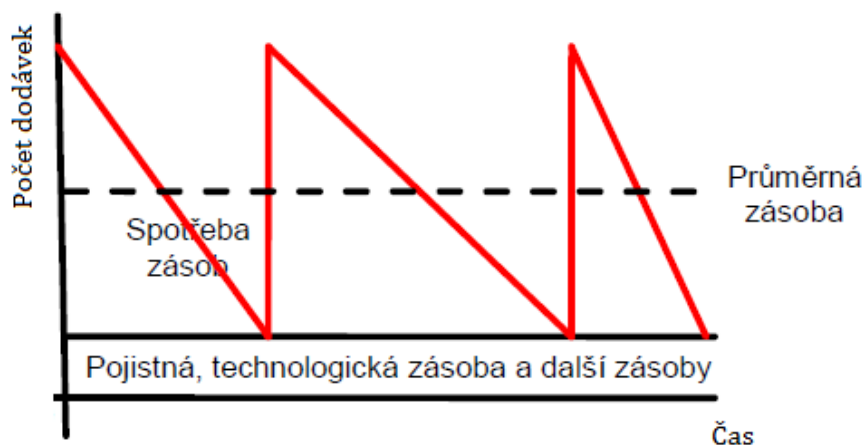 Počet dodávek
Průměrná
zásoba
Spotřeba
zásob
Pojistná, technologická zásoba a další zásoby
Čas